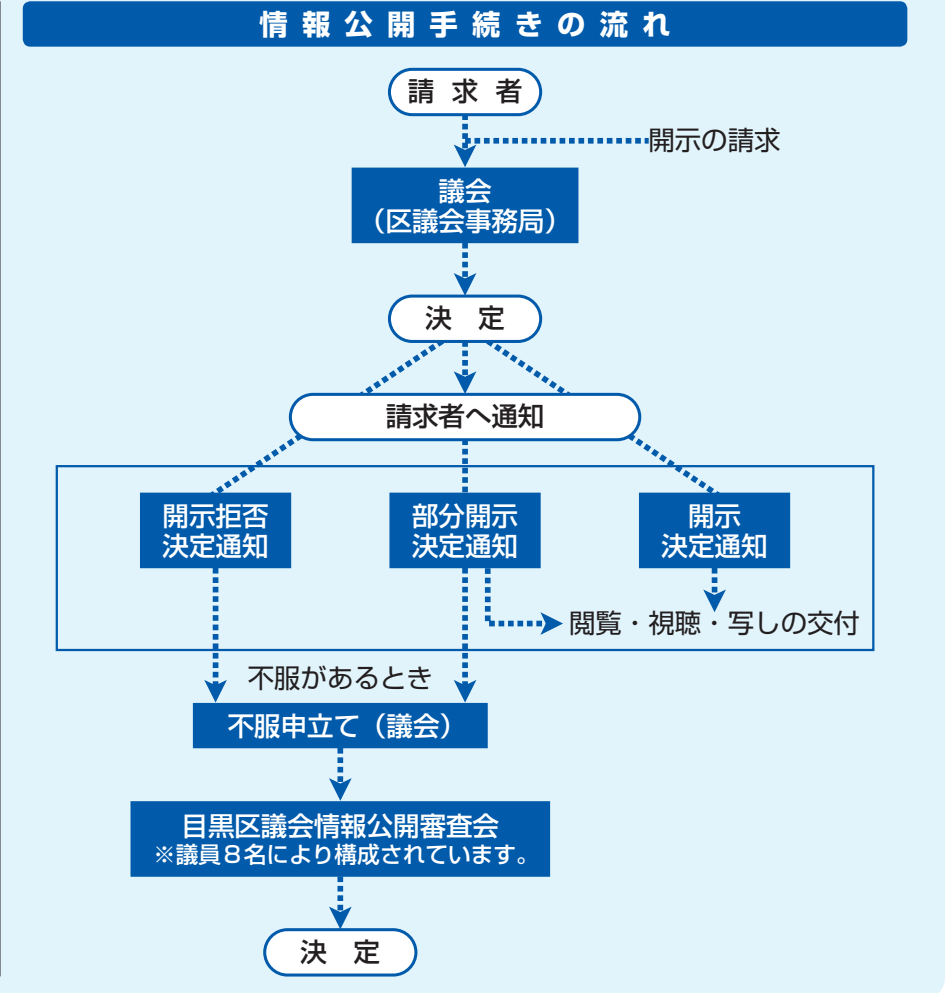 情報公開手続きの流れ
請求者
開示の請求
議会
（区議会事務局）
決定
請求者へ通知
開示拒否
決定通知
部分開示
決定通知
開示
決定通知
閲覧・視聴・写しの交付
不服があるとき
不服申立て（議会）
目黒区議会情報公開審査会
※議員８名により構成されています。
決定